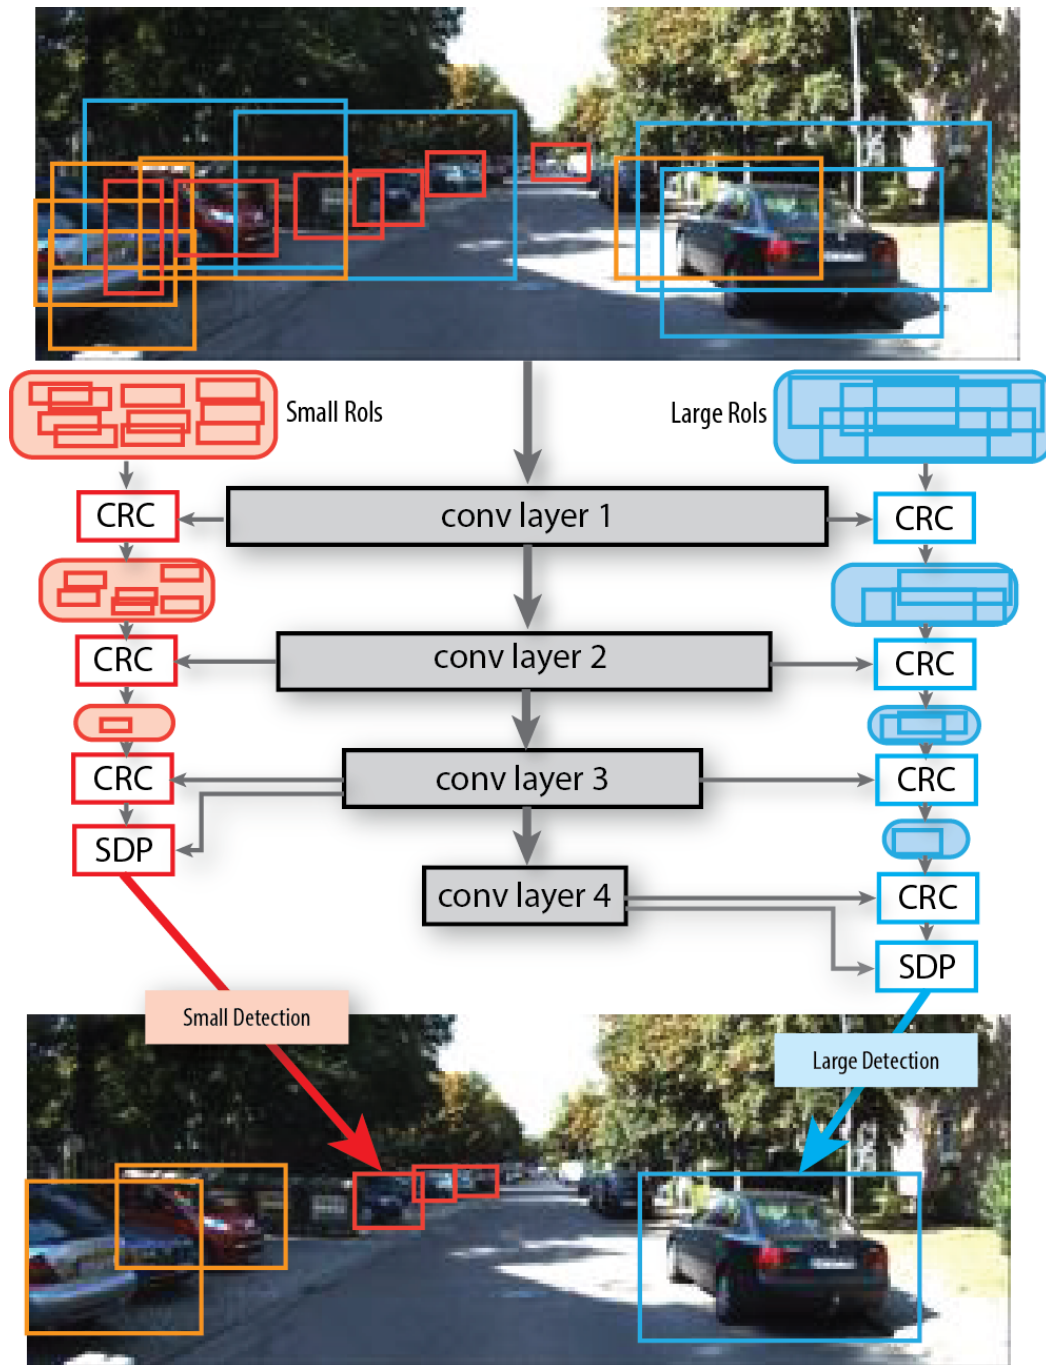 Small RoIs
Large RoIs
CRC
conv layer 1
CRC
CRC
conv layer 2
CRC
CRC
conv layer 3
CRC
SDP
conv layer 4
CRC
SDP
Small Detection
Large Detection